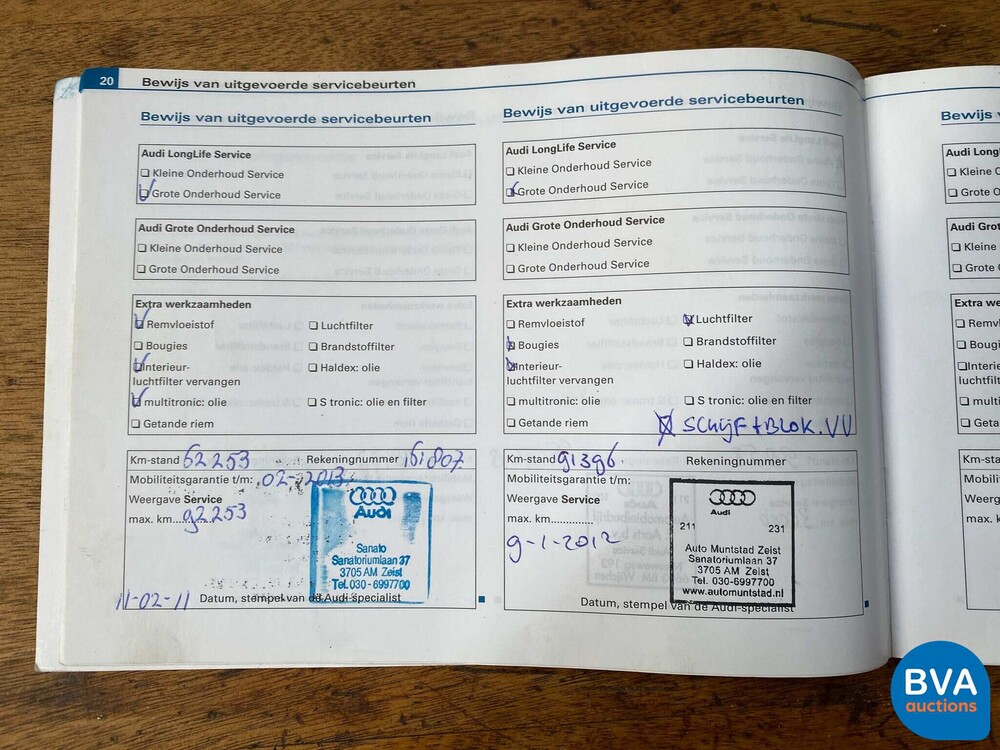 20 Bewijs van uitgevoerde servicebeurten
Bewijs van uitgevoerde servicebeurten
Audi LongLife Service
Kleine Onderhoud Service
Grote Onderhoud Service
Audi Grote Onderhoud Service
Kleine Onderhoud Service
Grote Onderhoud Service
Extra werkzaamheden
Remvloeistof
Luchtfilter
Bougies
Brandstoffilter
Interieur-
luchtfilter vervangen
Haldex: olie
multitronic: olie
S tronic: olie en filter
Getande riem
Km-stand 62253 Rekeningnummer 161807
Mobiliteitsgarantie t/m: 02-2013
Weergave Service
max. km.... 92253
Audi
Sanato
Sanatoriumlaan 37
3705 AM Zeist
Tel. 030-6997700
11-02-11
Datum, stempel van de Audi-specialist
Bewijs van uitgevoerde servicebeurten
Audi LongLife Service
Kleine Onderhoud Service
Grote Onderhoud Service
Audi Grote Onderhoud Service
Kleine Onderhoud Service
Grote Onderhoud Service
Extra werkzaamheden
Remvloeistof
Luchtfilter
Bougies
Brandstoffilter
Interieur-
luchtfilter vervangen
Haldex: olie
multitronic: olie
S tronic: olie en filter
Getande riem
SCHIJF + BLOK. VV
Km-stand 91396. Rekeningnummer
Mobiliteitsgarantie t/m:
Weergave Service
max. km..............
9-1-2012
Audi
211 231
Auto Muntstad Zeist
Sanatoriumlaan 37
3705 AM Zeist
Tel. 030-6997700
www.automuntstad.nl
Datum, stempel van de Audi-specialist
Bewijs
Audi
Kleine
Grote
Audi
Kleine
Grote
Extra
BVA
auctions